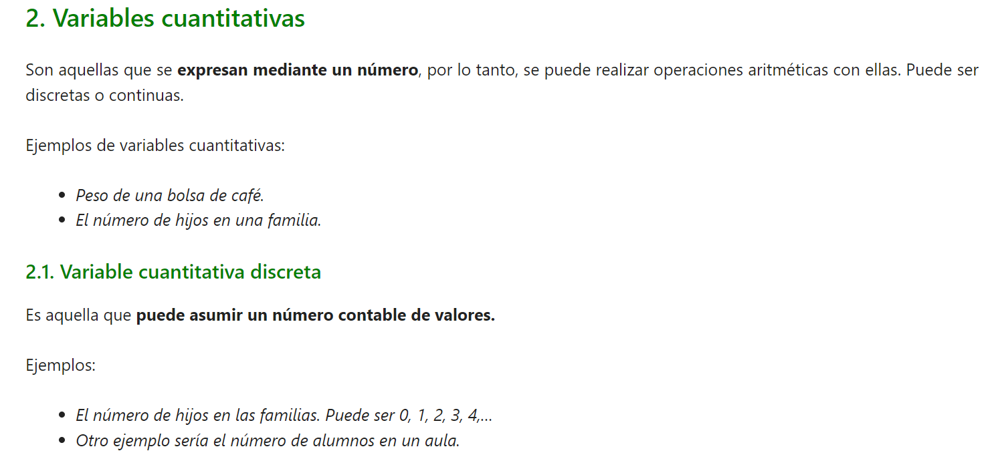 2. Variables cuantitativas
Son aquellas que se expresan mediante un número, por lo tanto, se puede realizar operaciones aritméticas con ellas. Puede ser
discretas o continuas.
Ejemplos de variables cuantitativas:
• Peso de una bolsa de café.
• El número de hijos en una familia.
2.1. Variable cuantitativa discreta
Es aquella que puede asumir un número contable de valores.
Ejemplos:
• El número de hijos en las familias. Puede ser 0, 1, 2, 3, 4,...
• Otro ejemplo sería el número de alumnos en un aula.